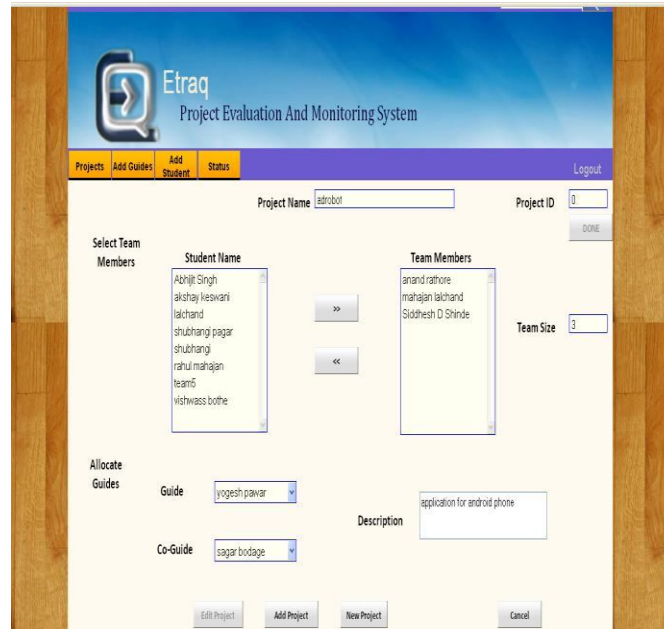 Etraq
Project Evaluation And Monitoring System
Projects Add Guides Add Student Status Logout
Project Name adrobot Project ID 0
DONE
Select Team Members
Student Name
Abhijit Singh
akshay keswani
lalchand
shubhangi pagar
shubhangi
rahul mahajan
team5
vishwass bothe
»
«
Team Members
anand rathore
mahajan lalchand
Siddhesh D Shinde
Team Size 3
Allocate Guides
Guide yogesh pawar
Co-Guide sagar bodage
Description application for android phone
Edit Project Add Project New Project Cancel